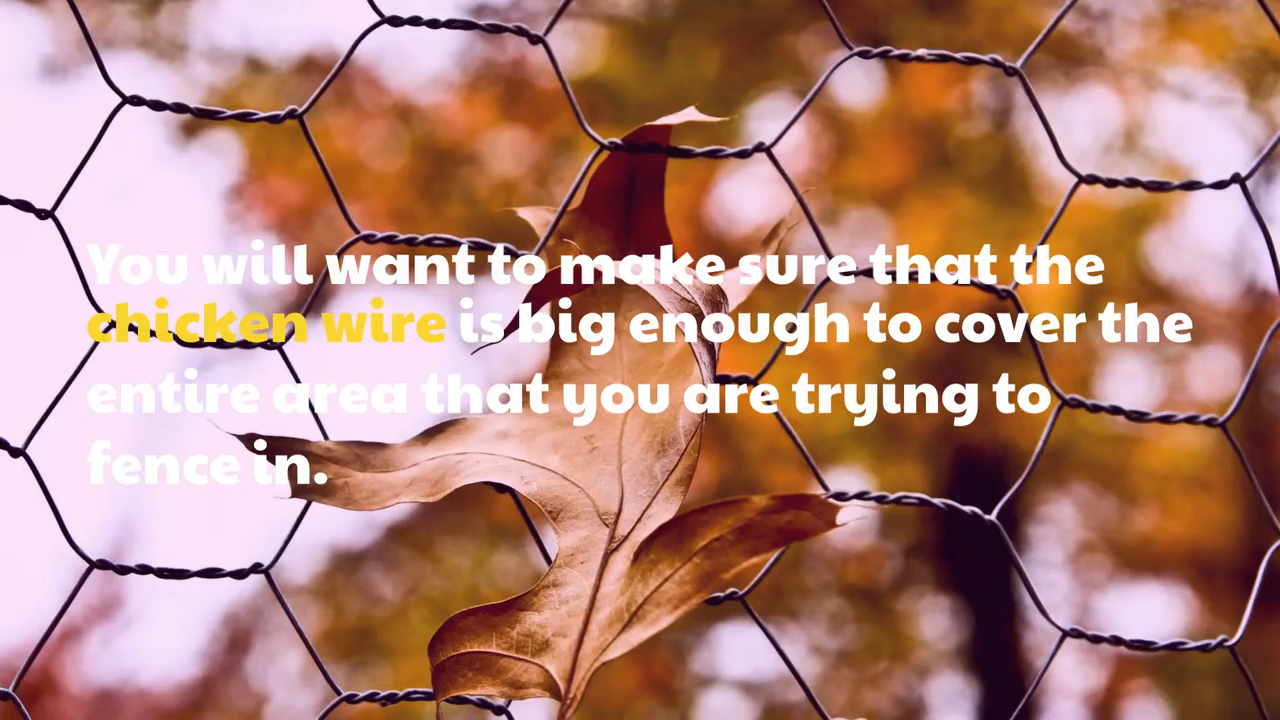 You will want to make sure that the
chicken wire is big enough to cover the
entire area that you are trying to
fence in.